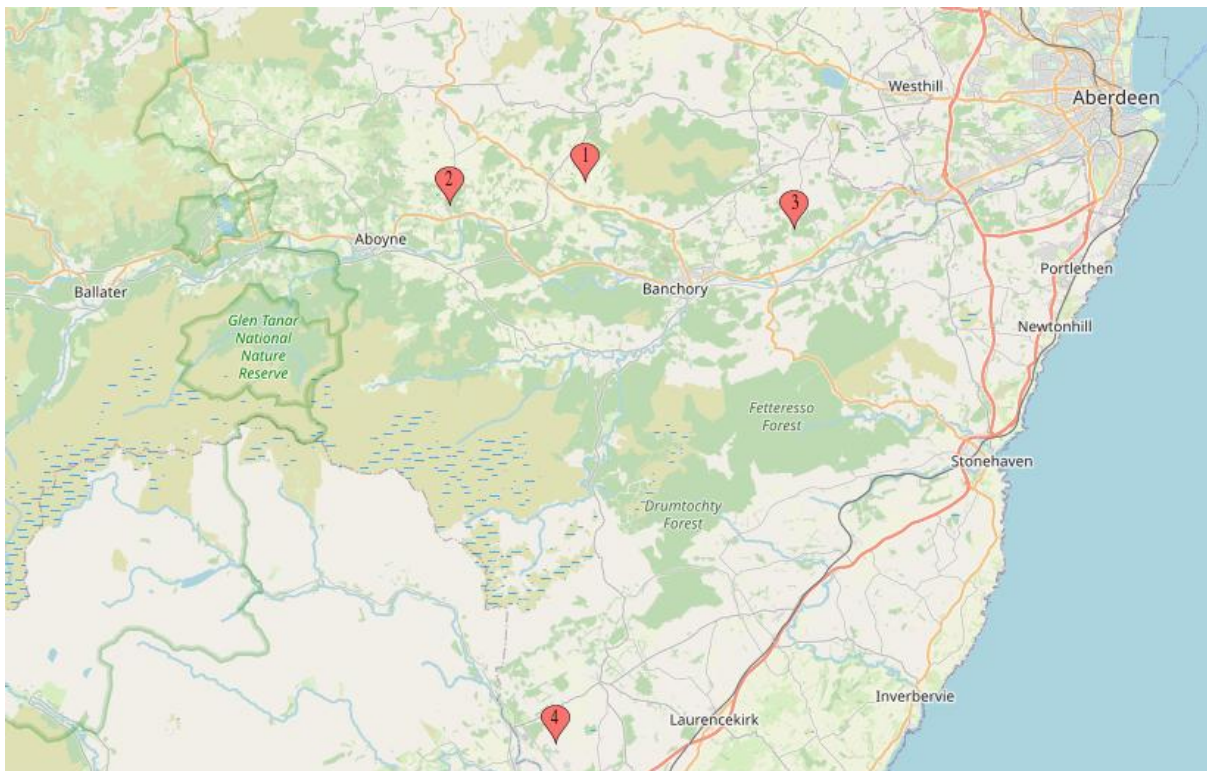 Westhill
Aberdeen
1
2
3
Aboyne
Ballater
Banchory
Portlethen
Glen Tanar
National
Nature
Reserve
Newtonhill
Fetteresso
Forest
Stonehaven
Drumtochty
Forest
Inverbervie
4
Laurencekirk